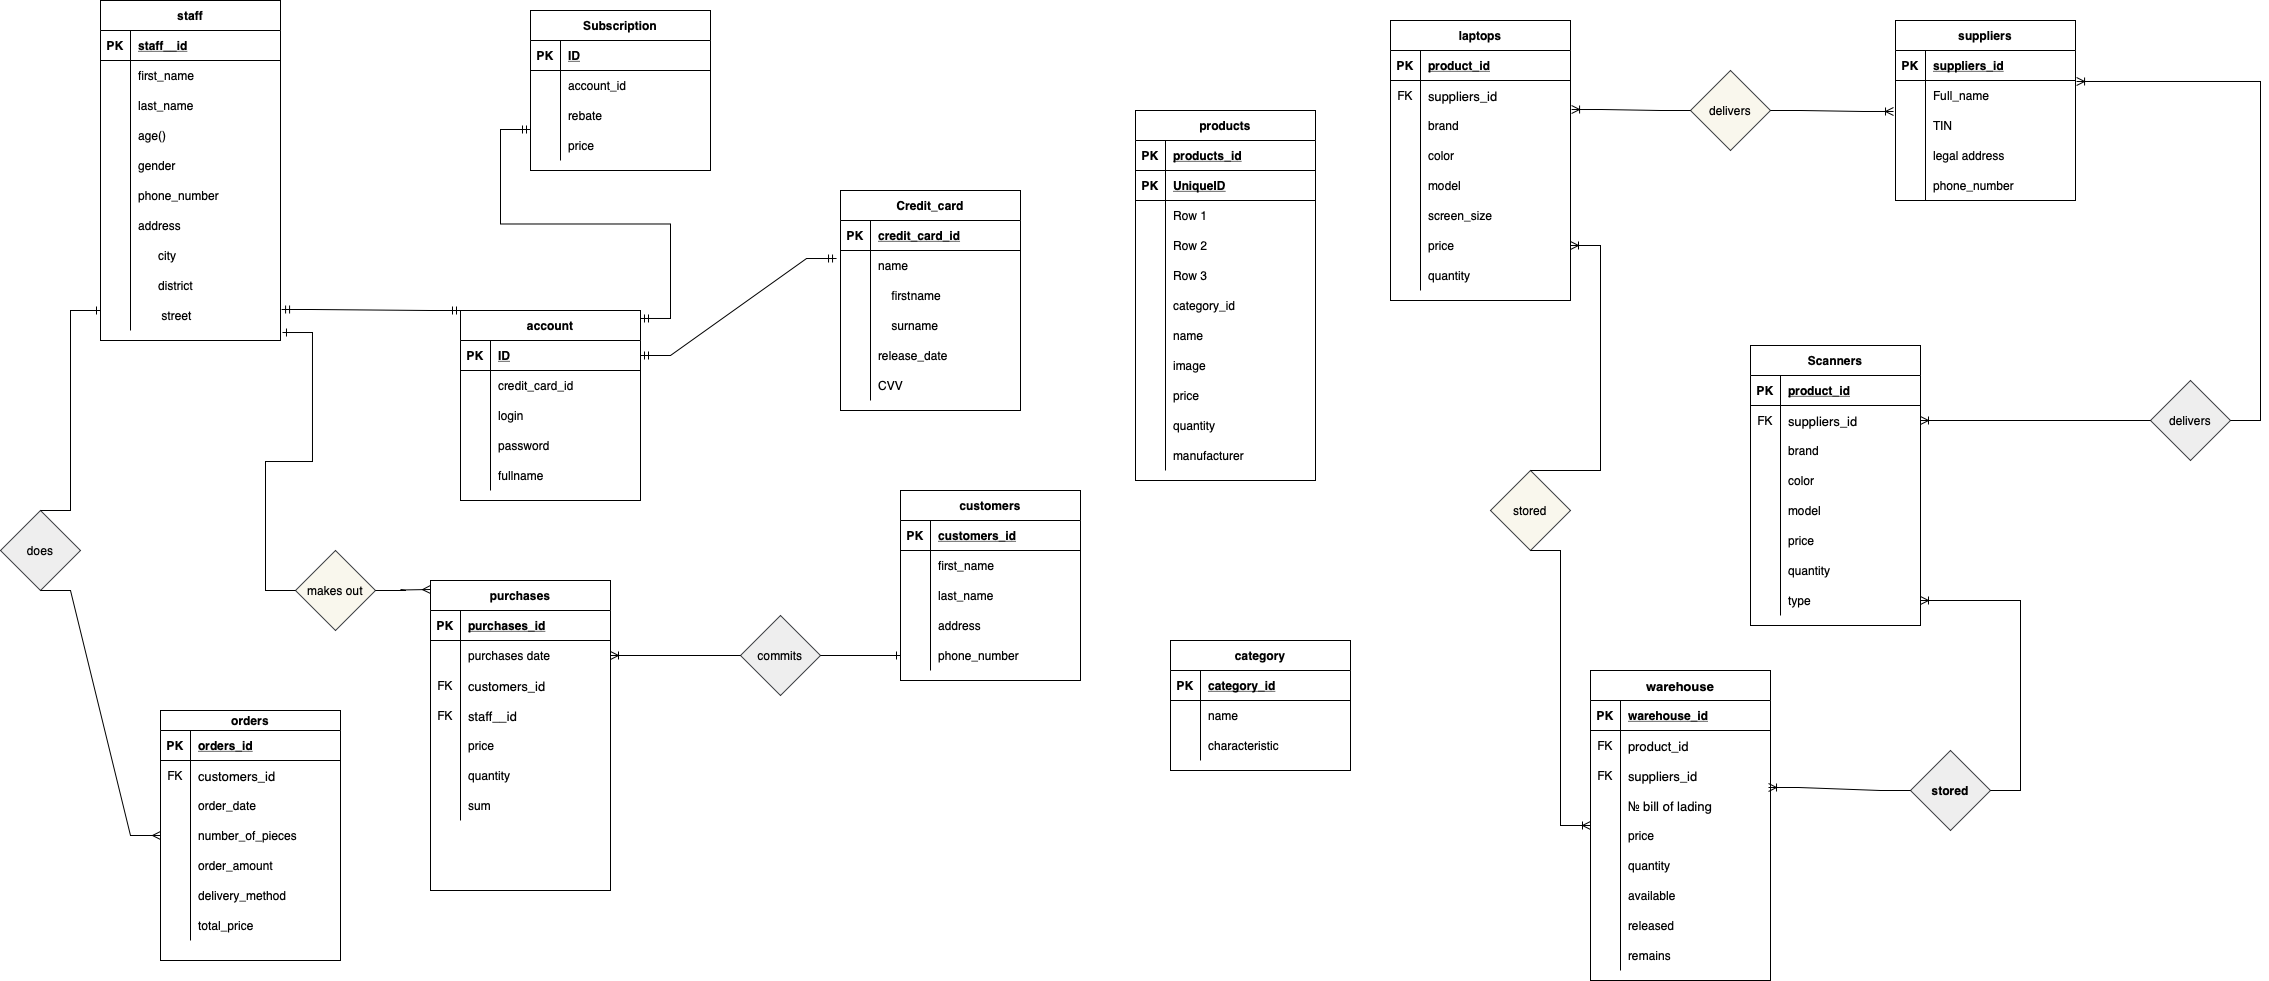 staff
PK staff__id
first_name
last_name
age()
gender
phone_number
address
city
district
street
Subscription
PK ID
account_id
rebate
price
Credit_card
PK credit_card_id
name
firstname
surname
release_date
CVV
account
PK ID
credit_card_id
login
password
fullname
products
PK products_id
PK UniqueID
Row 1
Row 2
Row 3
category_id
name
image
price
quantity
manufacturer
laptops
PK product_id
FK suppliers_id
brand
color
model
screen_size
price
quantity
delivers
suppliers
PK suppliers_id
Full_name
TIN
legal address
phone_number
Scanners
PK product_id
FK suppliers_id
brand
color
model
price
quantity
type
delivers
stored
does
makes out
purchases
PK purchases_id
purchases date
FK customers_id
FK staff__id
price
quantity
sum
commits
customers
PK customers_id
first_name
last_name
address
phone_number
category
PK category_id
name
characteristic
orders
PK orders_id
FK customers_id
order_date
number_of_pieces
order_amount
delivery_method
total_price
warehouse
PK warehouse_id
FK product_id
FK suppliers_id
№ bill of lading
price
quantity
available
released
remains
stored